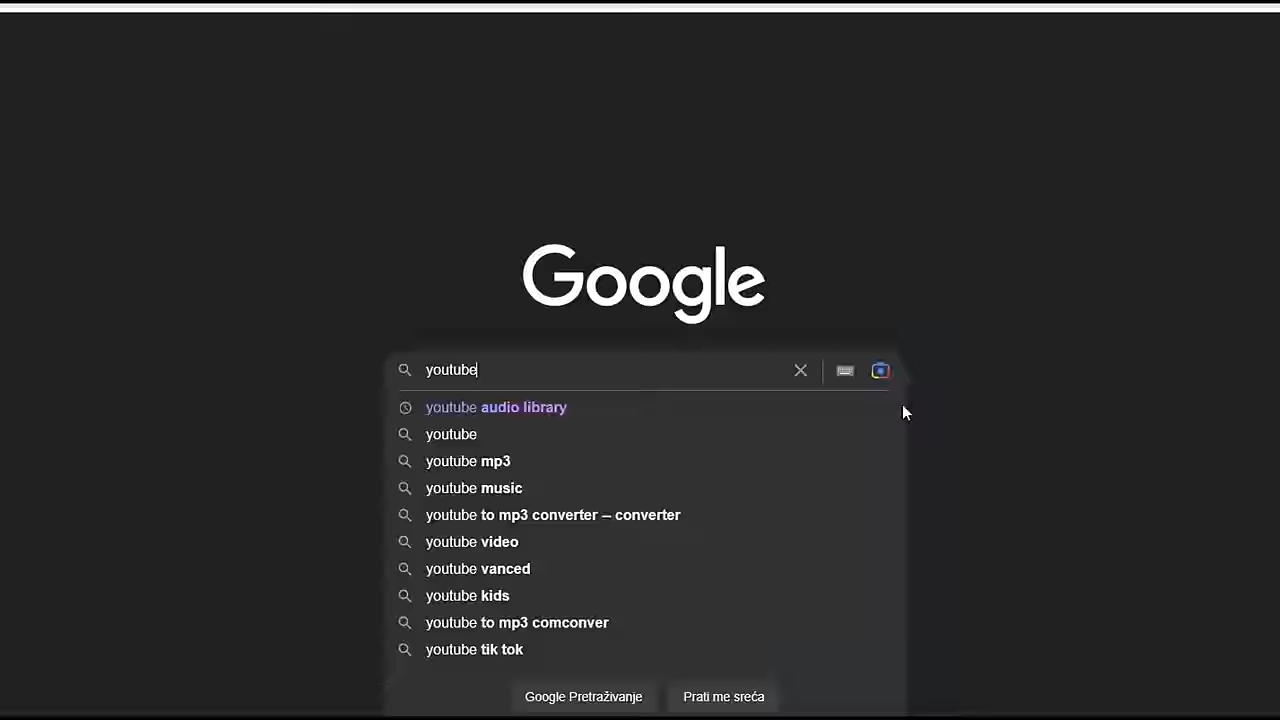 Google
youtube
youtube audio library
youtube
youtube mp3
youtube music
youtube to mp3 converter – converter
youtube video
youtube vanced
youtube kids
youtube to mp3 comconver
youtube tik tok
Google Pretraživanje
Prati me sreća